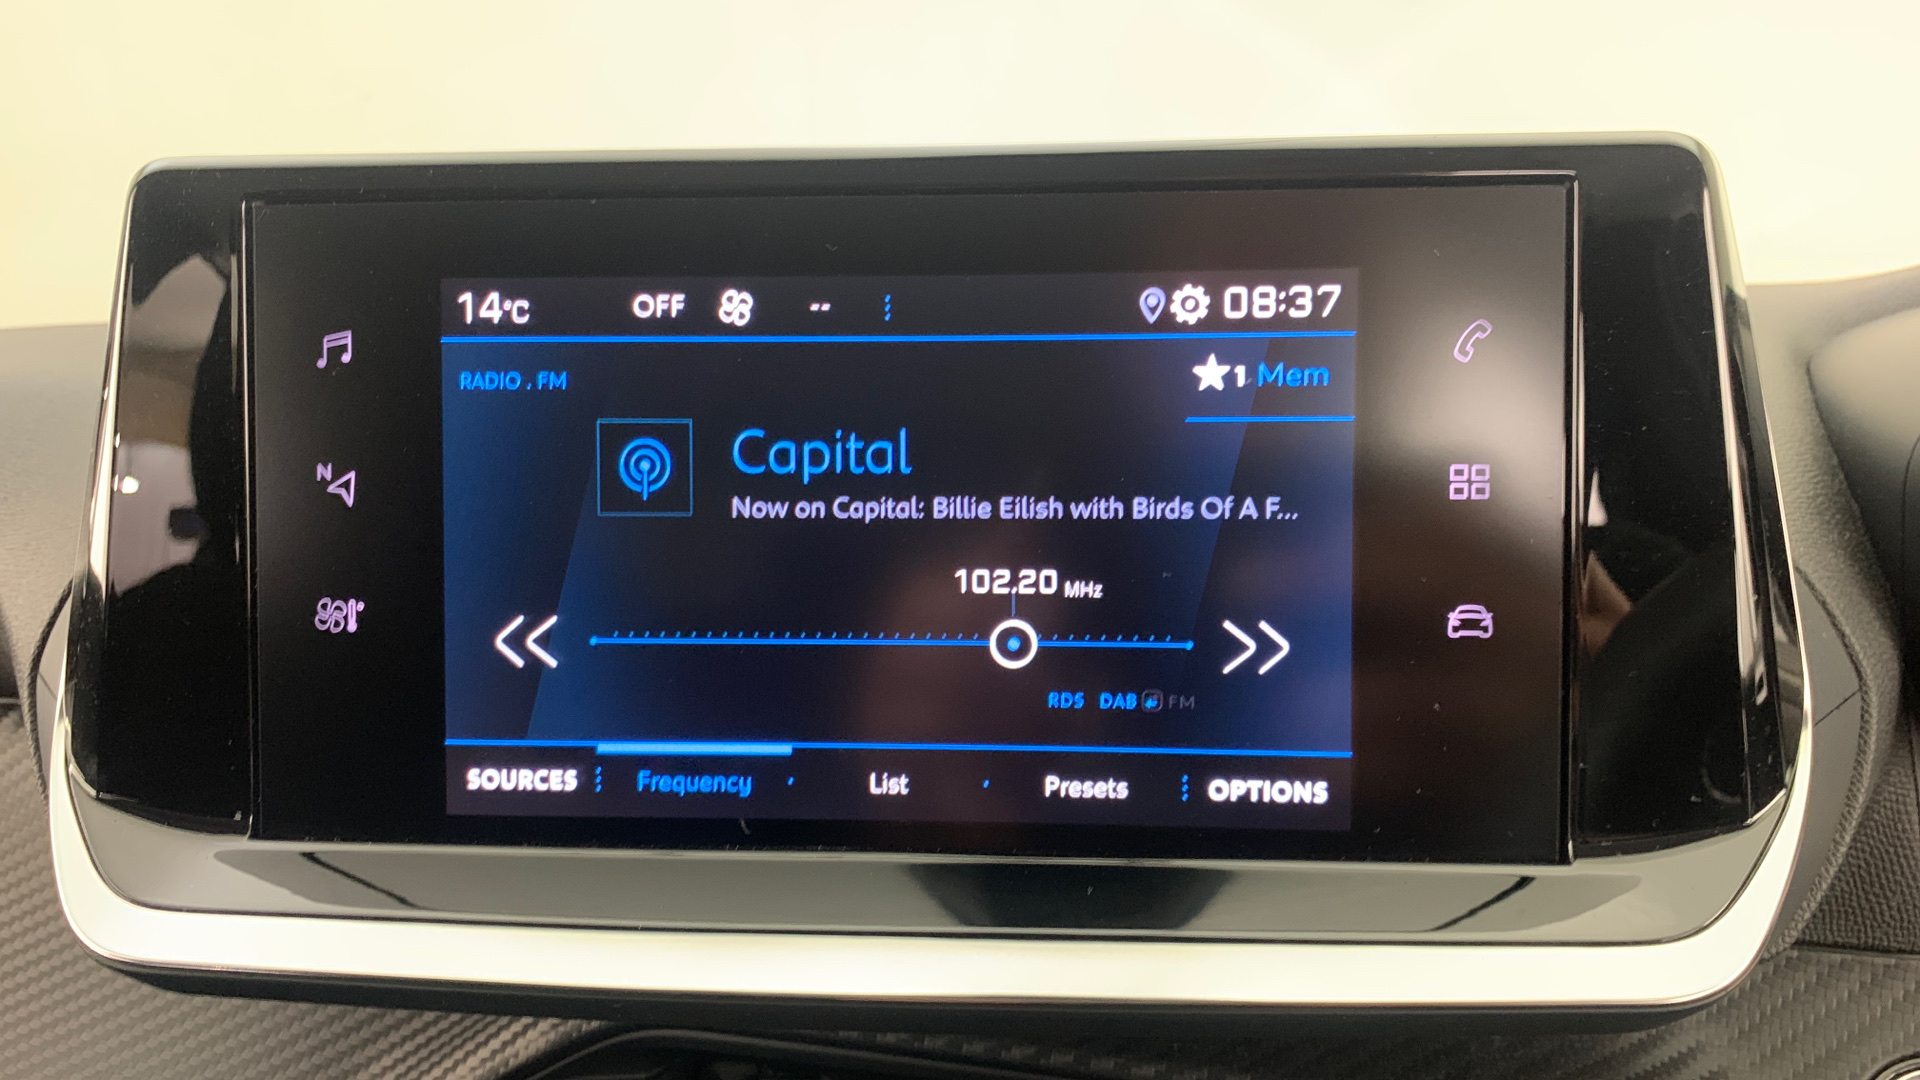 14°C OFF -- 08:37
RADIO . FM
1 Mem
Capital
Now on Capital: Billie Eilish with Birds Of A F...
102.20 MHz
N
RDS DAB FM
SOURCES Frequency List Presets OPTIONS